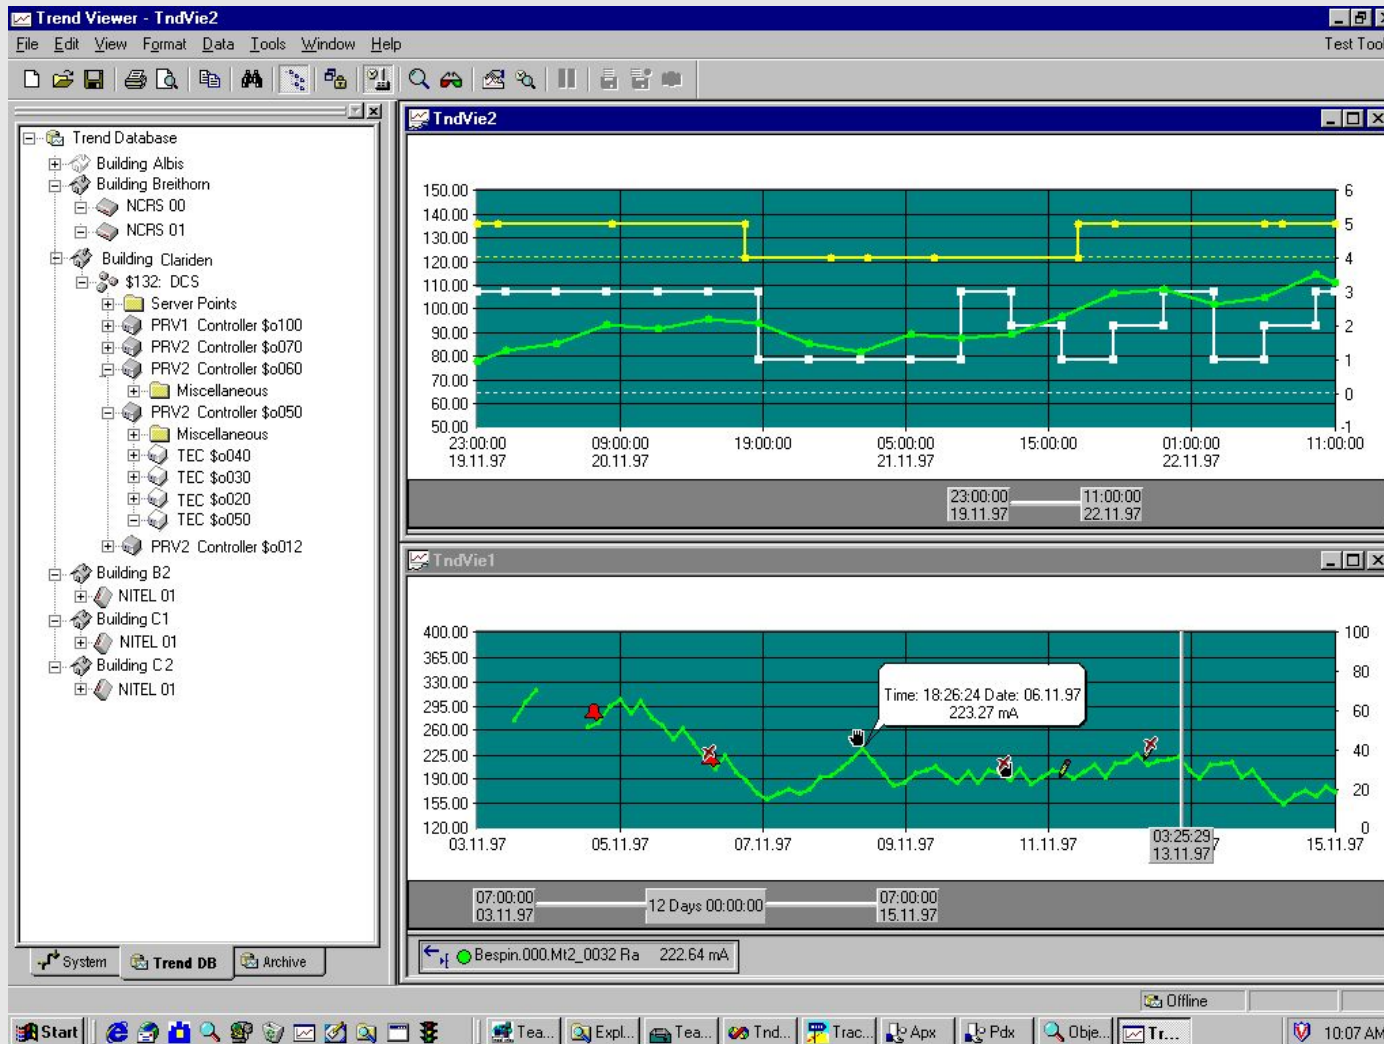 Trend Viewer - TndVie2
File Edit View Format Data Tools Window Help
Test Tool
Trend Database
Building Albis
Building Breithorn
NCRS 00
NCRS 01
Building Clariden
$132: DCS
Server Points
PRV1 Controller $o100
PRV2 Controller $o070
PRV2 Controller $o060
Miscellaneous
PRV2 Controller $o050
Miscellaneous
TEC $o040
TEC $o030
TEC $o020
TEC $o050
PRV2 Controller $o012
Building B2
NITEL 01
Building C1
NITEL 01
Building C2
NITEL 01
System Trend DB Archive
TndVie2
150.00 6
140.00
130.00 5
120.00 4
110.00
100.00 3
90.00 2
80.00 1
70.00
60.00 0
50.00 -1
23:00:00 09:00:00 19:00:00 05:00:00 15:00:00 01:00:00 11:00:00
19.11.97 20.11.97 21.11.97 22.11.97
23:00:00 11:00:00
19.11.97 22.11.97
TndVie1
400.00 100
365.00
330.00 80
295.00 60
260.00
225.00 40
190.00
155.00 20
120.00 0
Time: 18:26:24 Date: 06.11.97
223.27 mA
03.11.97 05.11.97 07.11.97 09.11.97 11.11.97 7 15.11.97
03:25:29
13.11.97
07:00:00 12 Days 00:00:00 07:00:00
03.11.97 15.11.97
Bespin.000.Mt2_0032 Ra 222.64 mA
Offline
Start Tea... Expl... Tea... Tnd... Trac... Apx Pdx Obje... Tr... 10:07 AM